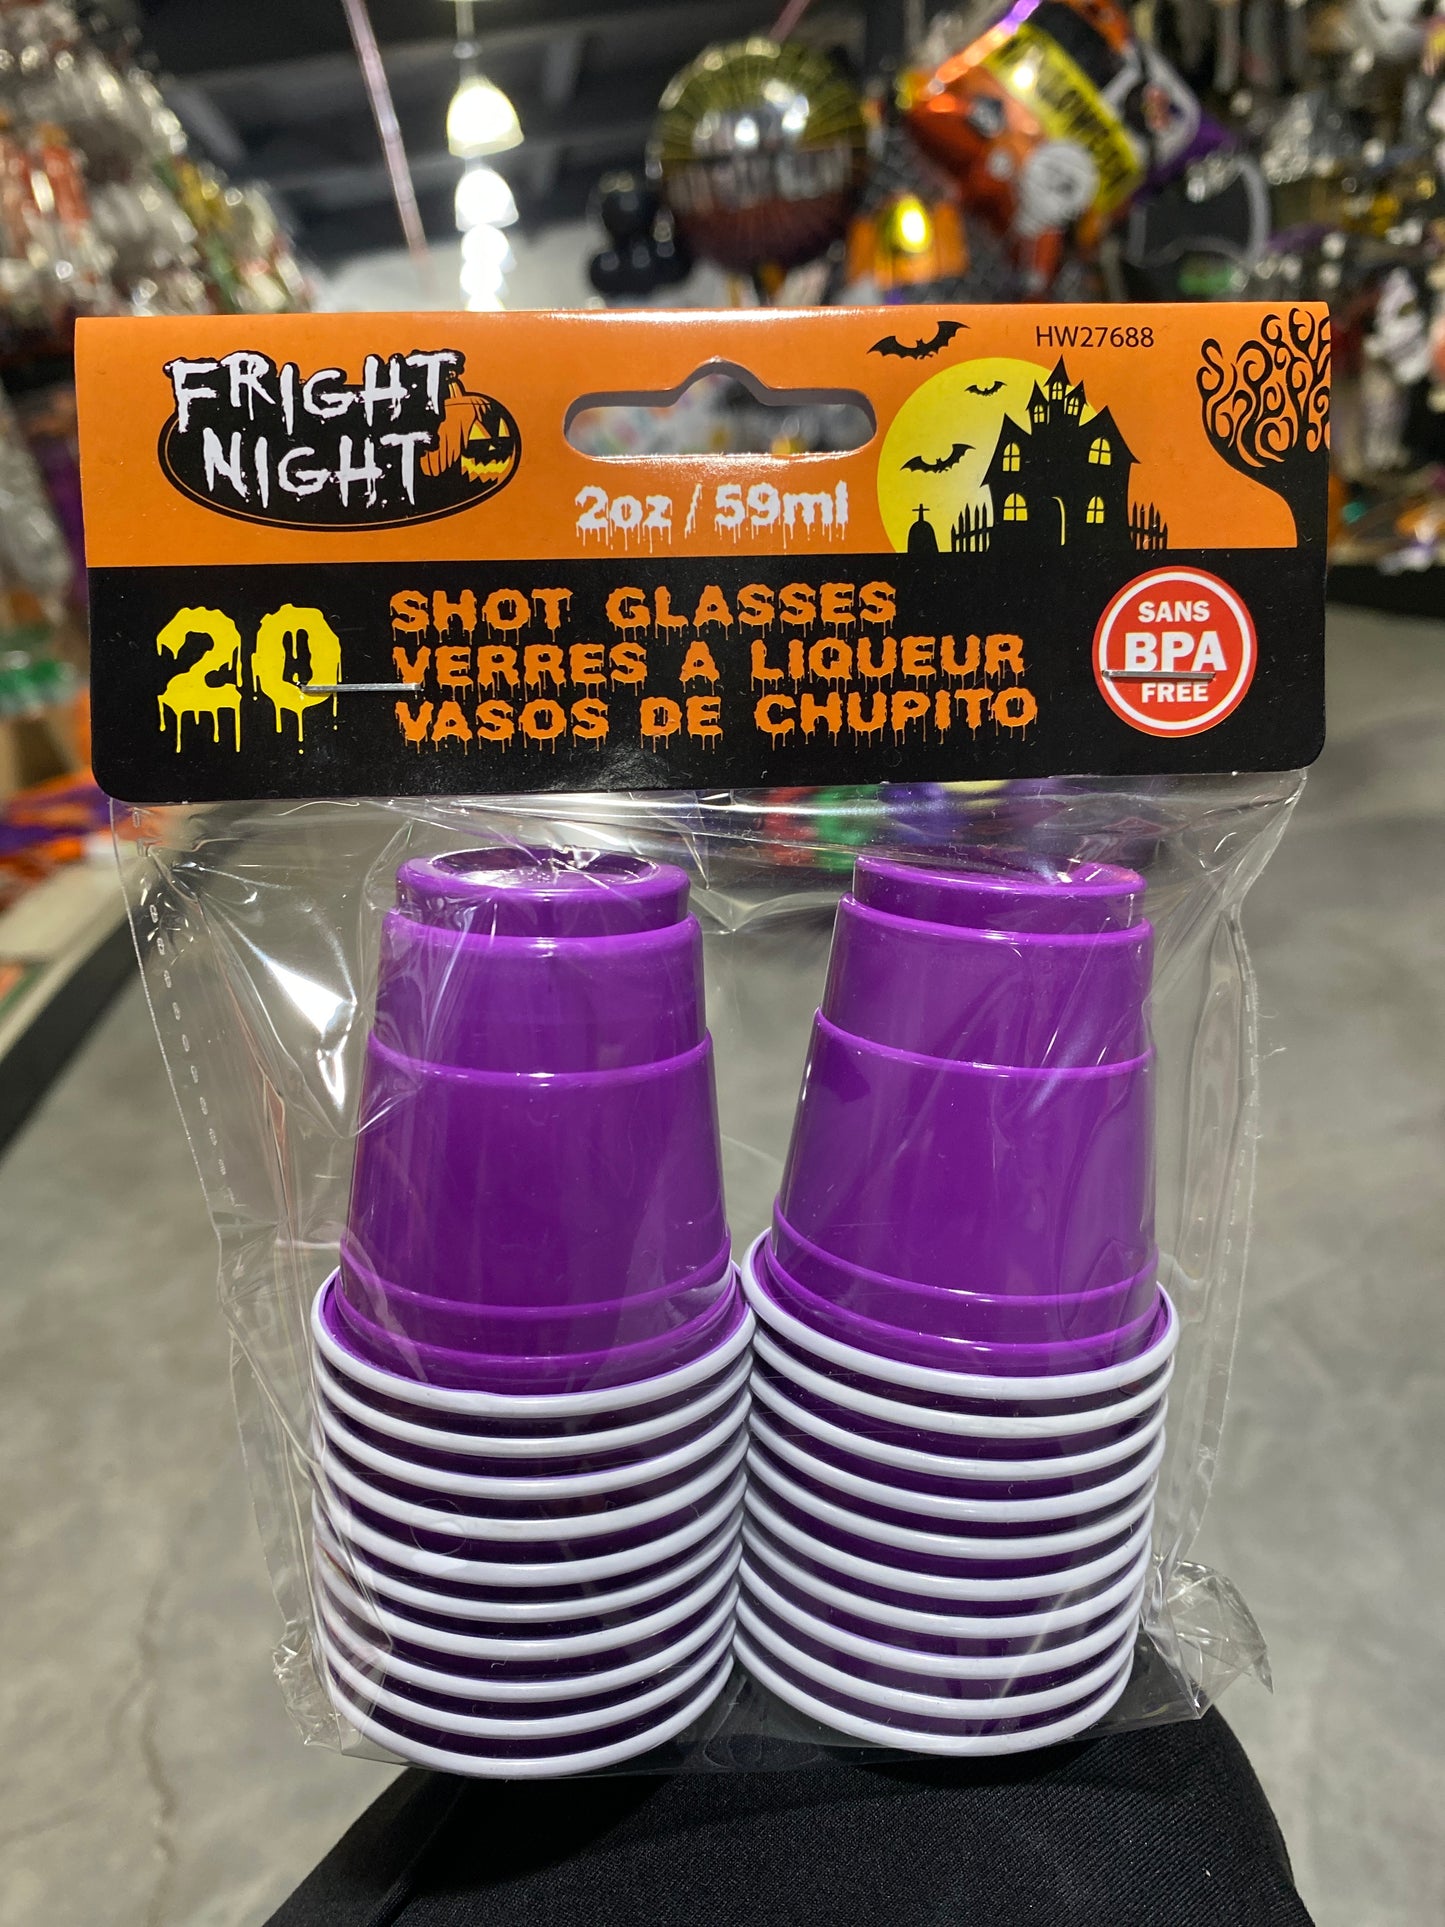 HW27688
FRIGHT
NIGHT
2oz / 59ml
20
SHOT GLASSES
VERRES A LIQUEUR
VASOS DE CHUPITO
SANS
BPA
FREE